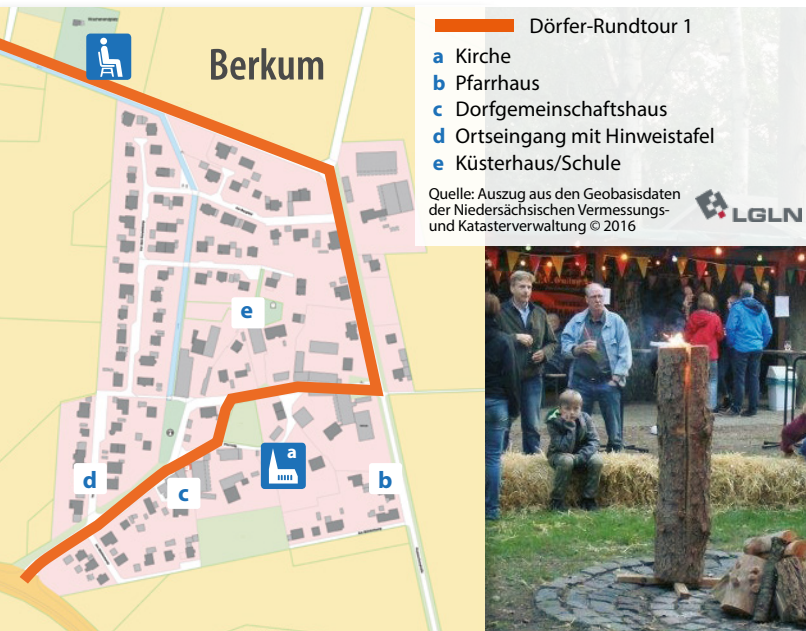 Berkum
Dörfer-Rundtour 1
a Kirche
b Pfarrhaus
c Dorfgemeinschaftshaus
d Ortseingang mit Hinweistafel
e Küsterhaus/Schule
Quelle: Auszug aus den Geobasisdaten
der Niedersächsischen Vermessungs-
und Katasterverwaltung © 2016
LGLN
e
a
d
c
b